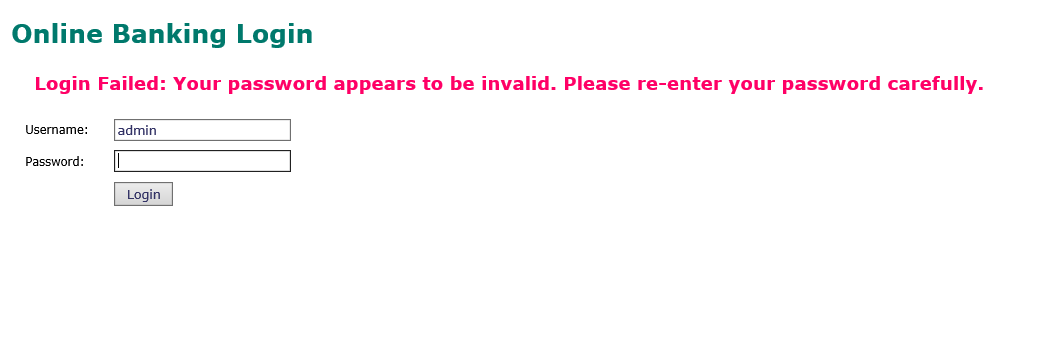 Online Banking Login
Login Failed: Your password appears to be invalid. Please re-enter your password carefully.
Username: admin
Password:
Login